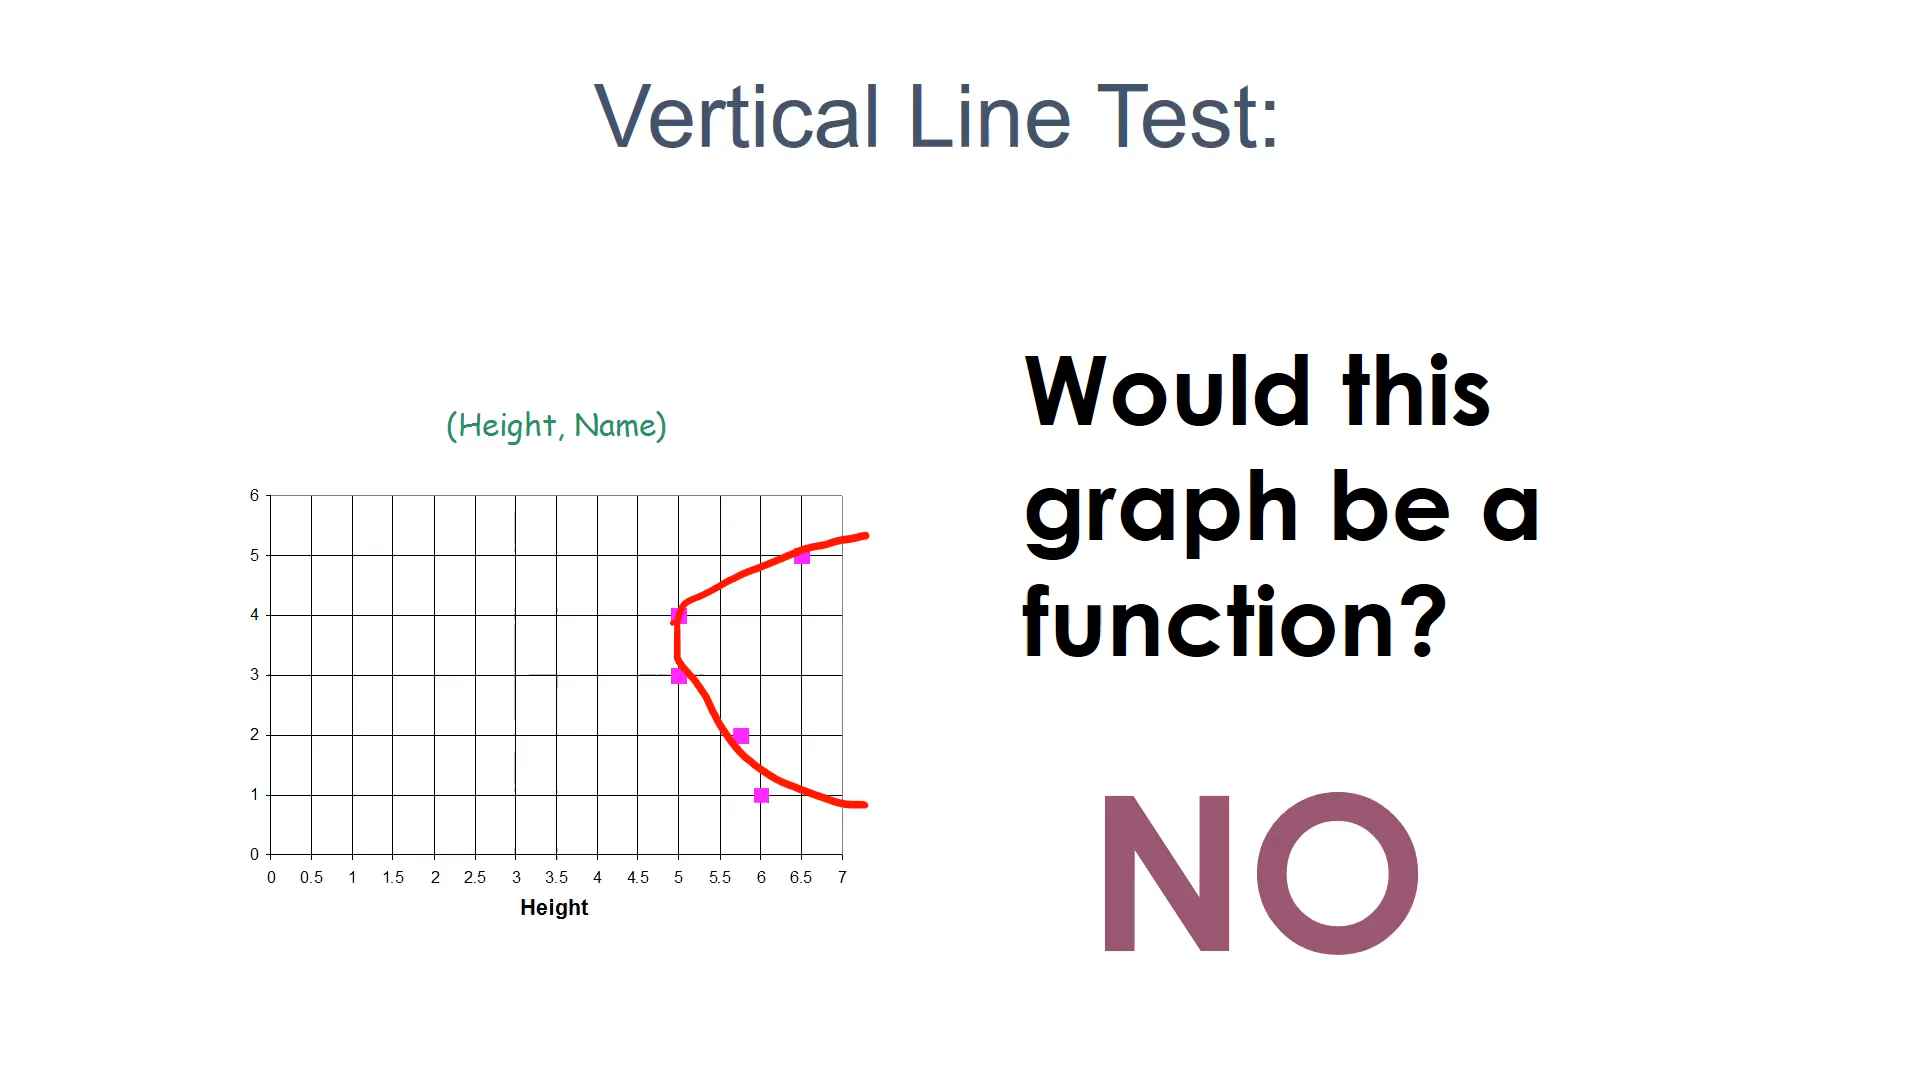 Vertical Line Test:
(Height, Name)
Would this
graph be a
function?
NO
6
5
4
3
2
1
0
0 0.5 1 1.5 2 2.5 3 3.5 4 4.5 5 5.5 6 6.5 7
Height